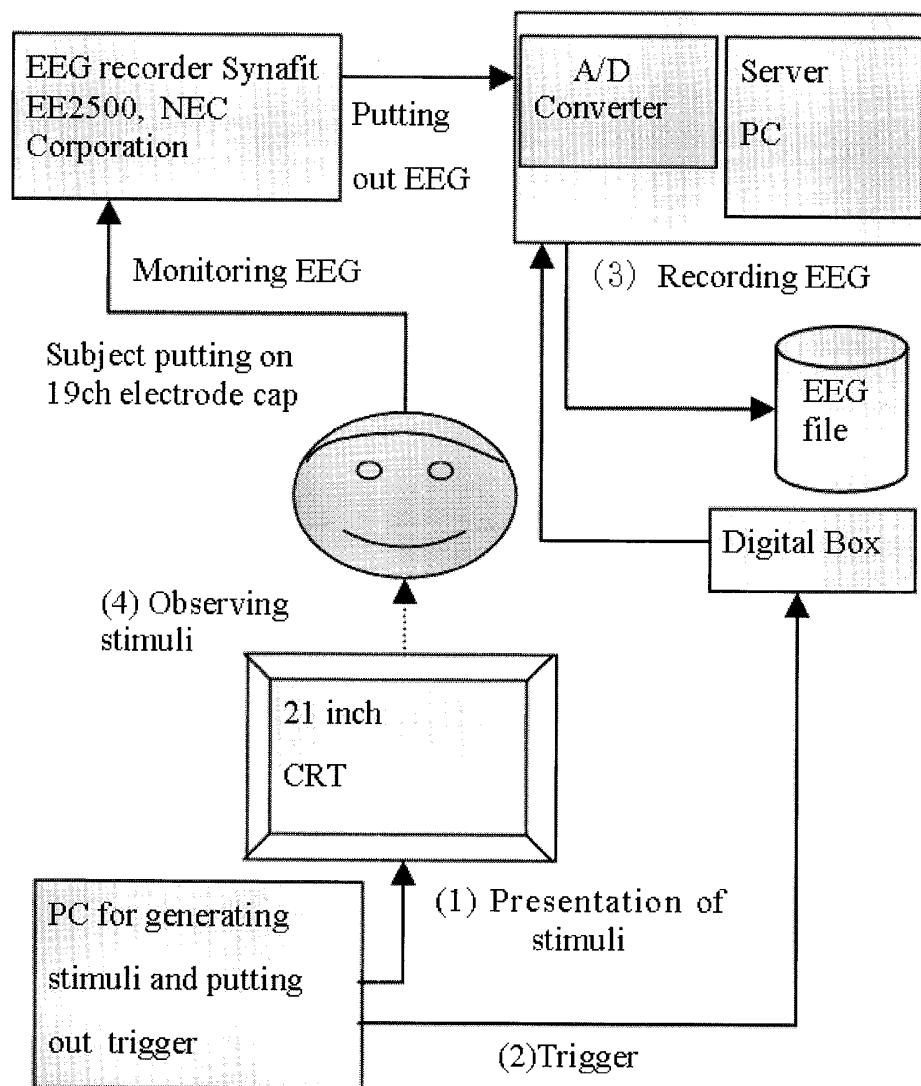 EEG recorder Synafit
EE2500, NEC
Corporation
Putting
out EEG
A/D
Converter
Server
PC
Monitoring EEG
(3) Recording EEG
Subject putting on
19ch electrode cap
EEG
file
Digital Box
(4) Observing
stimuli
21 inch
CRT
(1) Presentation of
stimuli
PC for generating
stimuli and putting
out trigger
(2)Trigger